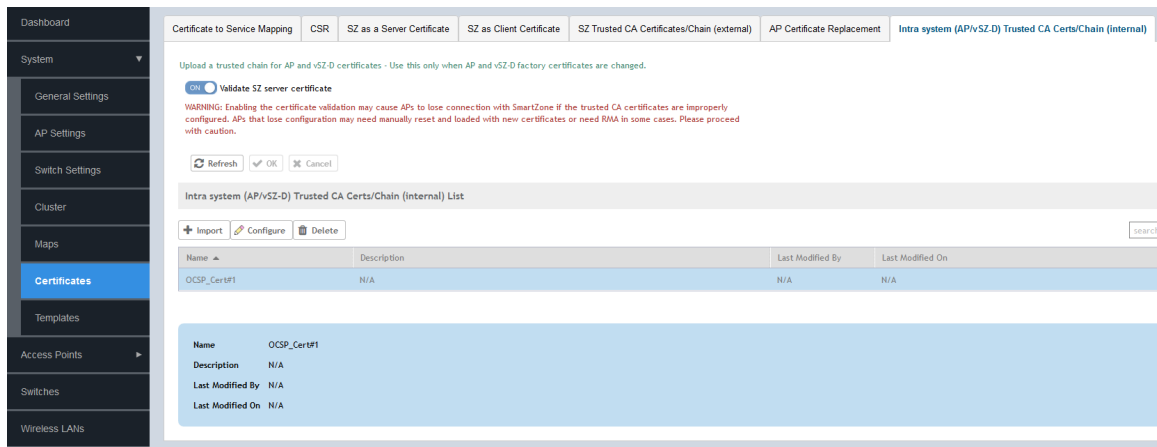 Dashboard
System
General Settings
AP Settings
Switch Settings
Cluster
Maps
Certificates
Templates
Access Points
Switches
Wireless LANs
Certificate to Service Mapping
CSR
SZ as a Server Certificate
SZ as Client Certificate
SZ Trusted CA Certificates/Chain (external)
AP Certificate Replacement
Intra system (AP/vSZ-D) Trusted CA Certs/Chain (internal)
Upload a trusted chain for AP and vSZ-D certificates - Use this only when AP and vSZ-D factory certificates are changed.
ON Validate SZ server certificate
WARNING: Enabling the certificate validation may cause APs to lose connection with SmartZone if the trusted CA certificates are improperly
configured. APs that lose configuration may need manually reset and loaded with new certificates or need RMA in some cases. Please proceed
with caution.
Refresh OK Cancel
Intra system (AP/vSZ-D) Trusted CA Certs/Chain (internal) List
Import Configure Delete search
Name Description Last Modified By Last Modified On
OCSP_Cert#1 N/A N/A N/A
Name OCSP_Cert#1
Description N/A
Last Modified By N/A
Last Modified On N/A